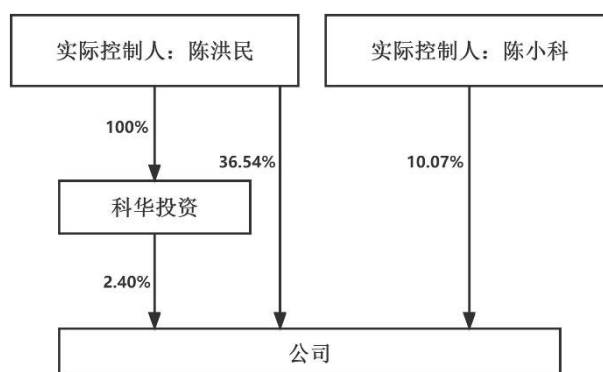 实际控制人：陈洪民
实际控制人：陈小科
100%
36.54%
10.07%
科华投资
2.40%
公司